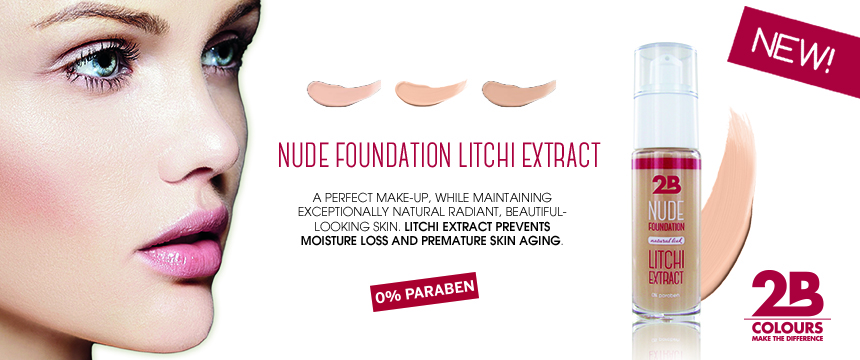 NEW!
NUDE FOUNDATION LITCHI EXTRACT
A PERFECT MAKE-UP, WHILE MAINTAINING
EXCEPTIONALLY NATURAL RADIANT, BEAUTIFUL-
LOOKING SKIN. LITCHI EXTRACT PREVENTS
MOISTURE LOSS AND PREMATURE SKIN AGING.
0% PARABEN
2B
NUDE
FOUNDATION
natural look
LITCHI
EXTRACT
0% paraben
2B
COLOURS
MAKE THE DIFFERENCE